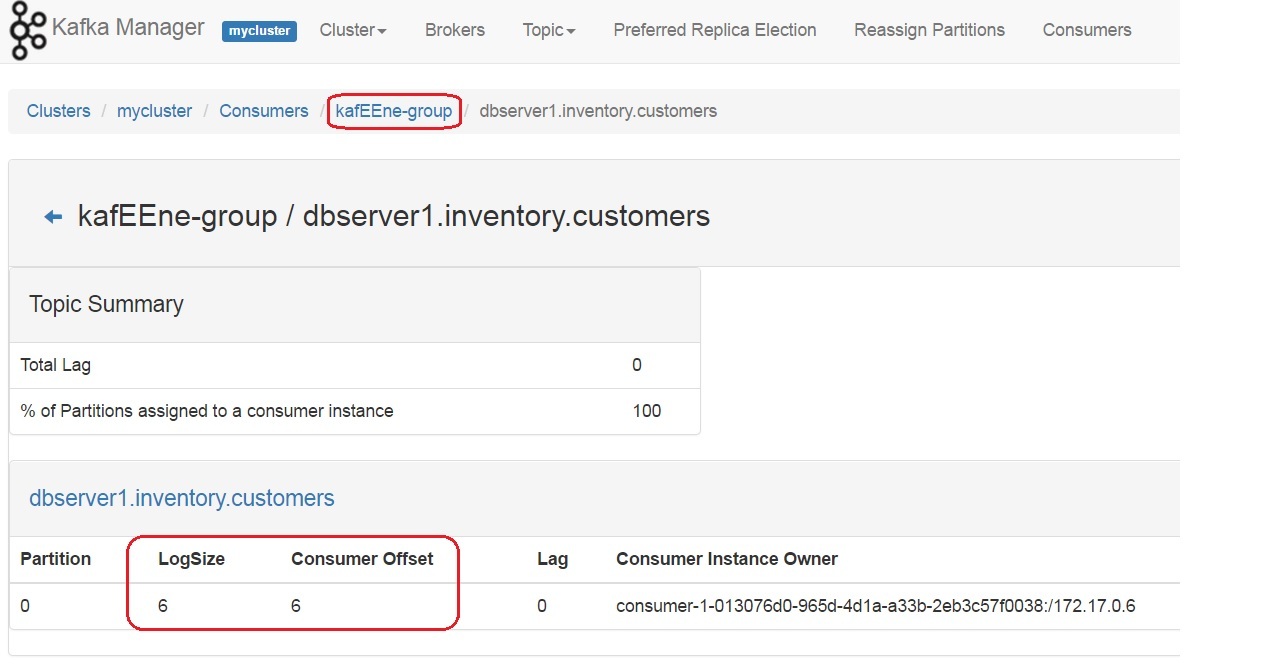 Kafka Manager mycluster Cluster Brokers Topic Preferred Replica Election Reassign Partitions Consumers
Clusters / mycluster / Consumers / kafEEne-group / dbserver1.inventory.customers
kafEEne-group / dbserver1.inventory.customers
Topic Summary
Total Lag 0
% of Partitions assigned to a consumer instance 100
dbserver1.inventory.customers
Partition LogSize Consumer Offset Lag Consumer Instance Owner
0 6 6 0 consumer-1-013076d0-965d-4d1a-a33b-2eb3c57f0038:/172.17.0.6